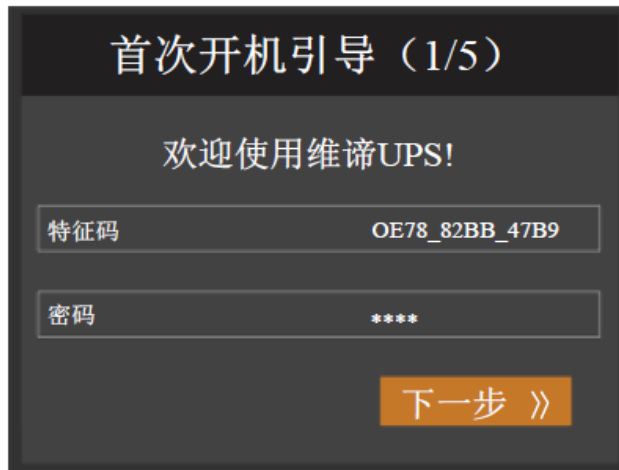 首次开机引导（1/5）
欢迎使用维谛UPS!
特征码 OE78_82BB_47B9
密码 ****
下一步 》